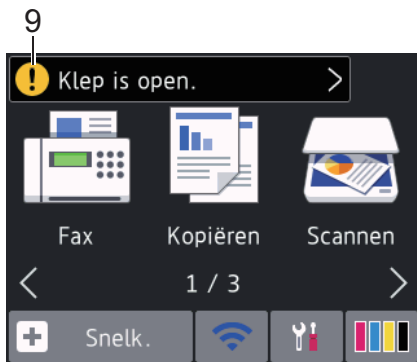 9
Klep is open.
Fax Kopiëren Scannen
1 / 3
Snelk.